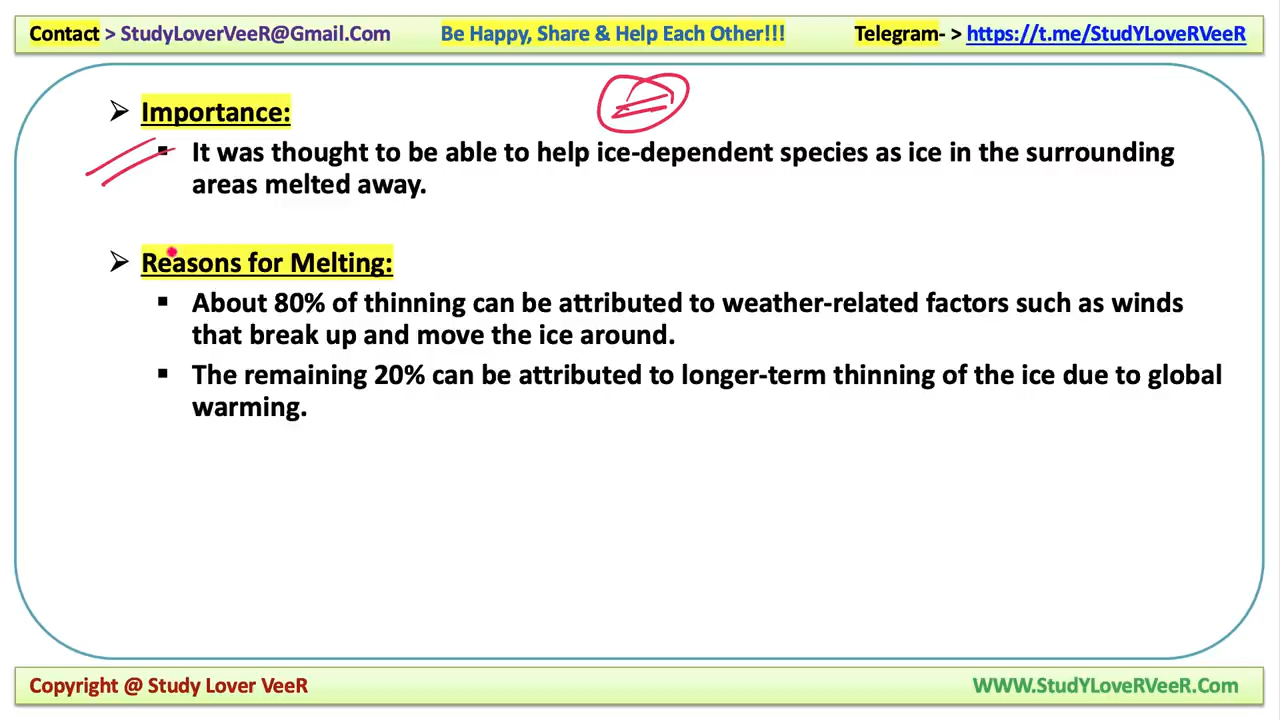 Contact > StudyLoverVeeR@Gmail.Com Be Happy, Share & Help Each Other!!! Telegram- > https://t.me/StudYLoveRVeeR
Importance:
It was thought to be able to help ice-dependent species as ice in the surrounding
areas melted away.
Reasons for Melting:
About 80% of thinning can be attributed to weather-related factors such as winds
that break up and move the ice around.
The remaining 20% can be attributed to longer-term thinning of the ice due to global
warming.
Copyright @ Study Lover VeeR WWW.StudYLoveRVeeR.Com